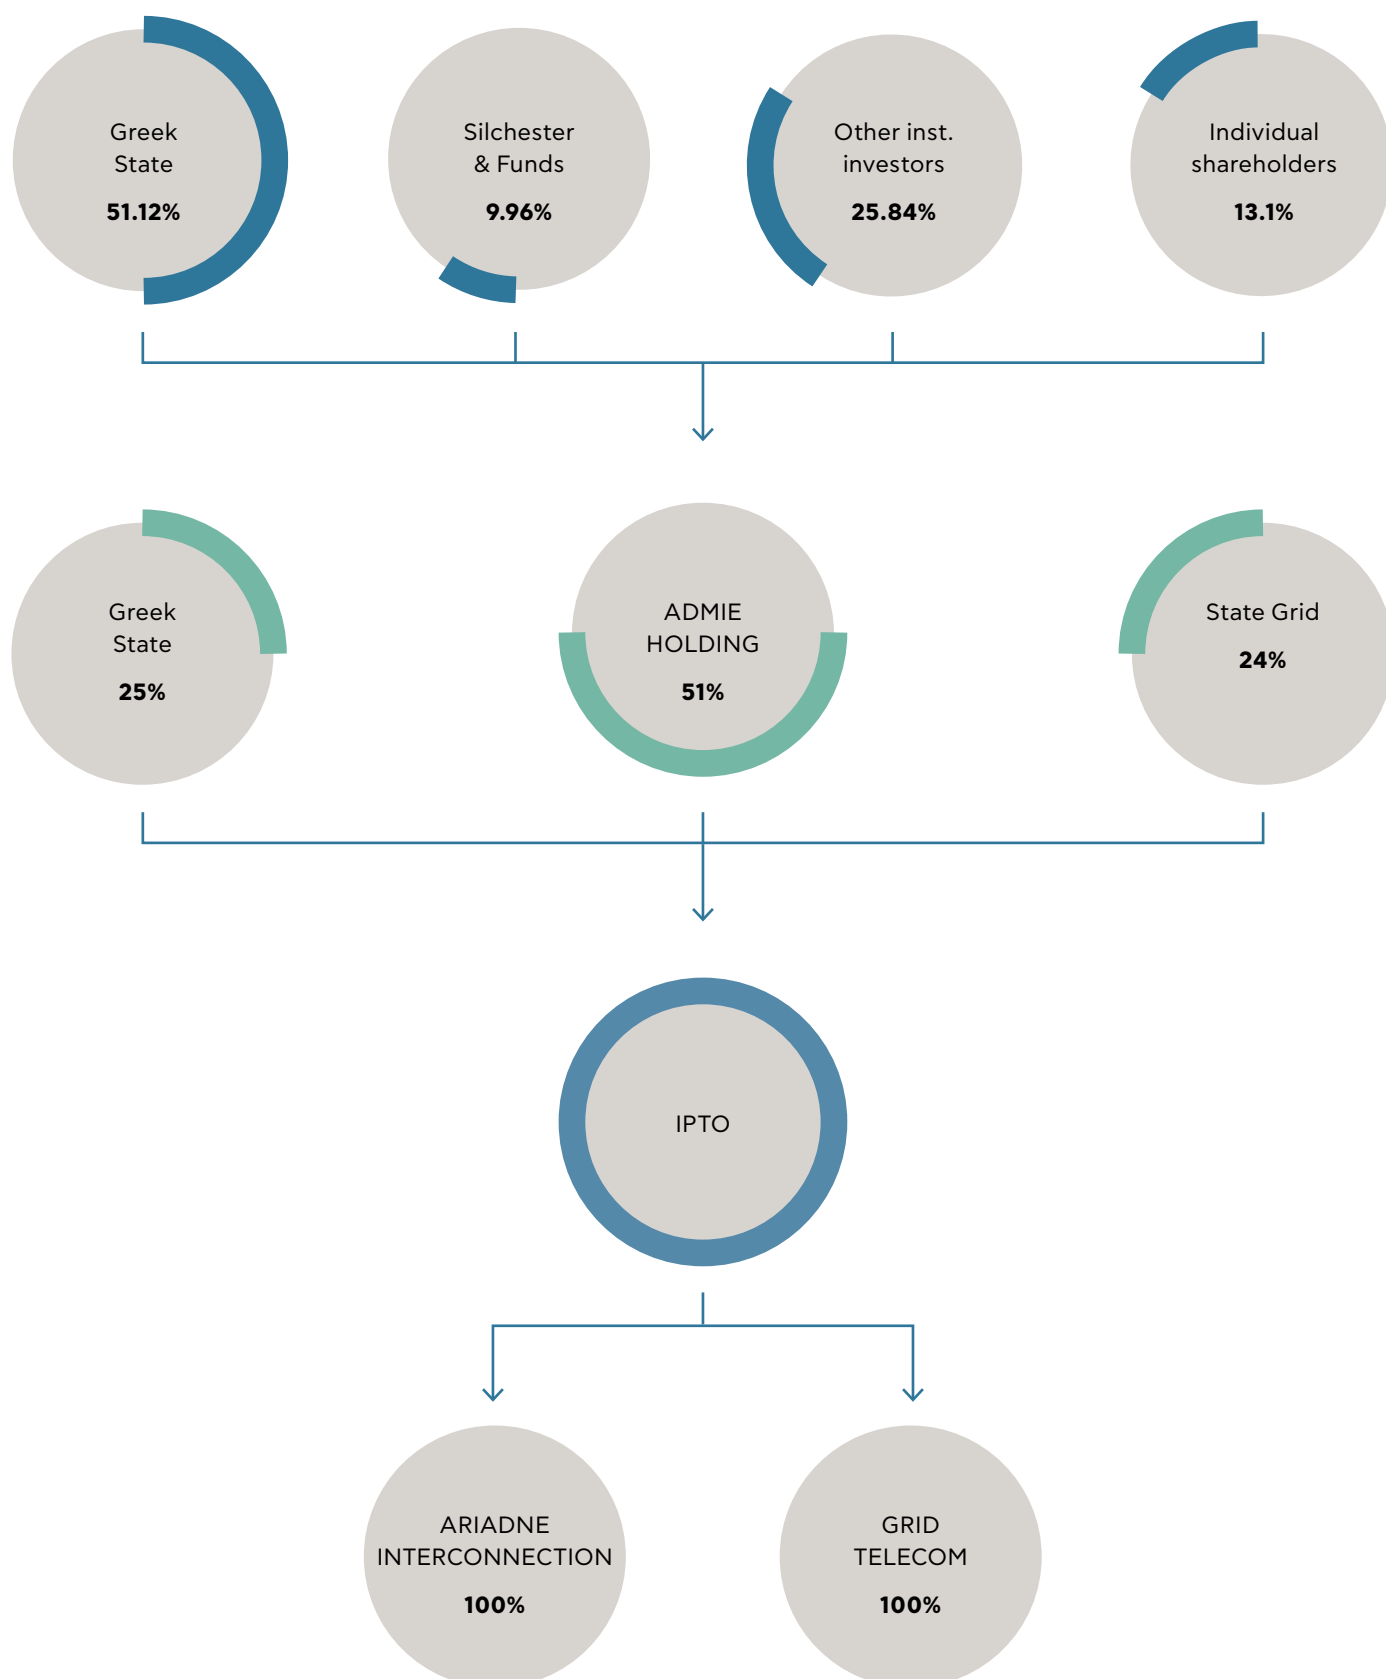 Greek
State
51.12%
Silchester
& Funds
9.96%
Other inst.
investors
25.84%
Individual
shareholders
13.1%
Greek
State
25%
ADMIE
HOLDING
51%
State Grid
24%
IPTO
ARIADNE
INTERCONNECTION
100%
GRID
TELECOM
100%